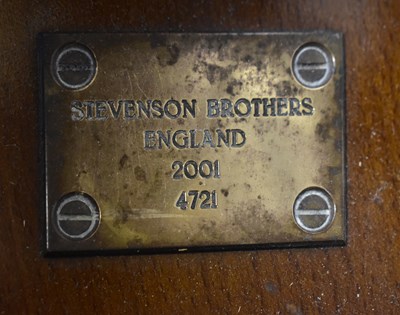 STEVENSON BROTHERS
ENGLAND
2001
4721